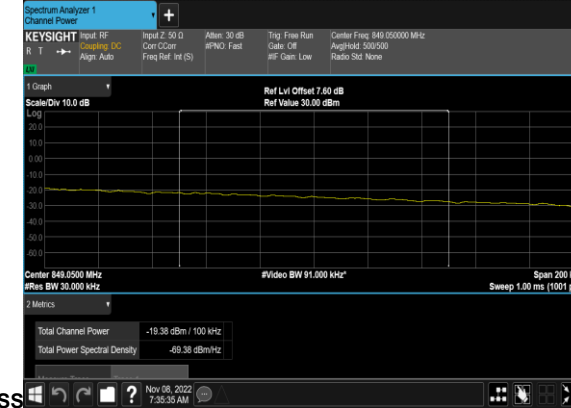 Spectrum Analyzer 1
Channel Power
+
KEYSIGHT
R T
LV
Input: RF
Coupling: DC
Align: Auto
Input Z: 50 Ω
Corr CCorr
Freq Ref: Int (S)
Atten: 30 dB
#PNO: Fast
Trig: Free Run
Gate: Off
#IF Gain: Low
Center Freq: 849.050000 MHz
Avg|Hold: 500/500
Radio Std: None
1 Graph
Scale/Div 10.0 dB
Ref Lvl Offset 7.60 dB
Ref Value 30.00 dBm
Log
20.0
10.0
0.00
-10.0
-20.0
-30.0
-40.0
-50.0
-60.0
Center 849.0500 MHz
#Res BW 30.000 kHz
#Video BW 91.000 kHz*
Span 200
Sweep 1.00 ms (1001
2 Metrics
Total Channel Power -19.38 dBm / 100 kHz
Total Power Spectral Density -69.38 dBm/Hz
ss
?
Nov 08, 2022
7:35:35 AM